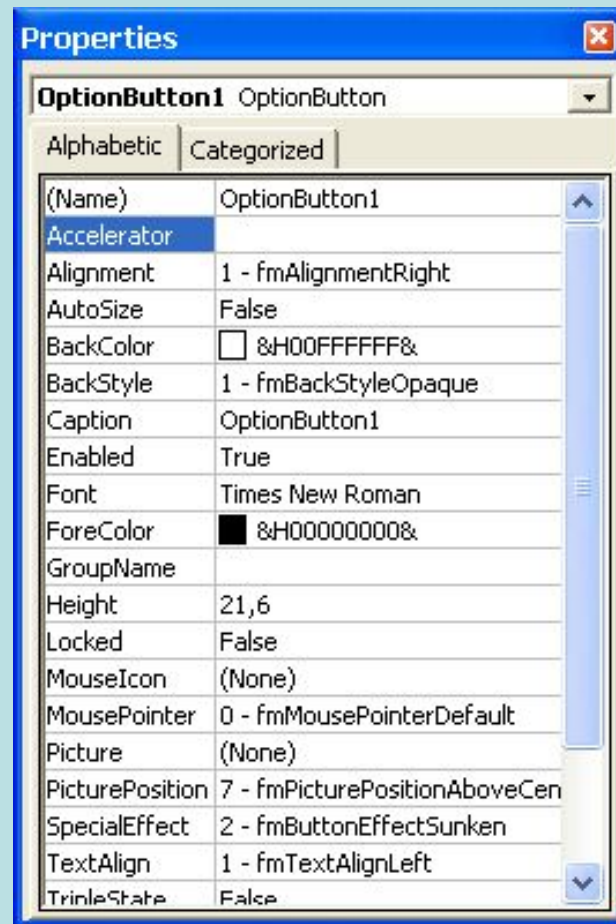 Properties
OptionButton1 OptionButton
Alphabetic Categorized
(Name) OptionButton1
Accelerator
Alignment 1 - fmAlignmentRight
AutoSize False
BackColor &H00FFFFFF&
BackStyle 1 - fmBackStyleOpaque
Caption OptionButton1
Enabled True
Font Times New Roman
ForeColor &H00000000&
GroupName
Height 21,6
Locked False
MouseIcon (None)
MousePointer 0 - fmMousePointerDefault
Picture (None)
PicturePosition 7 - fmPicturePositionAboveCen
SpecialEffect 2 - fmButtonEffectSunken
TextAlign 1 - fmTextAlignLeft
TripleState False